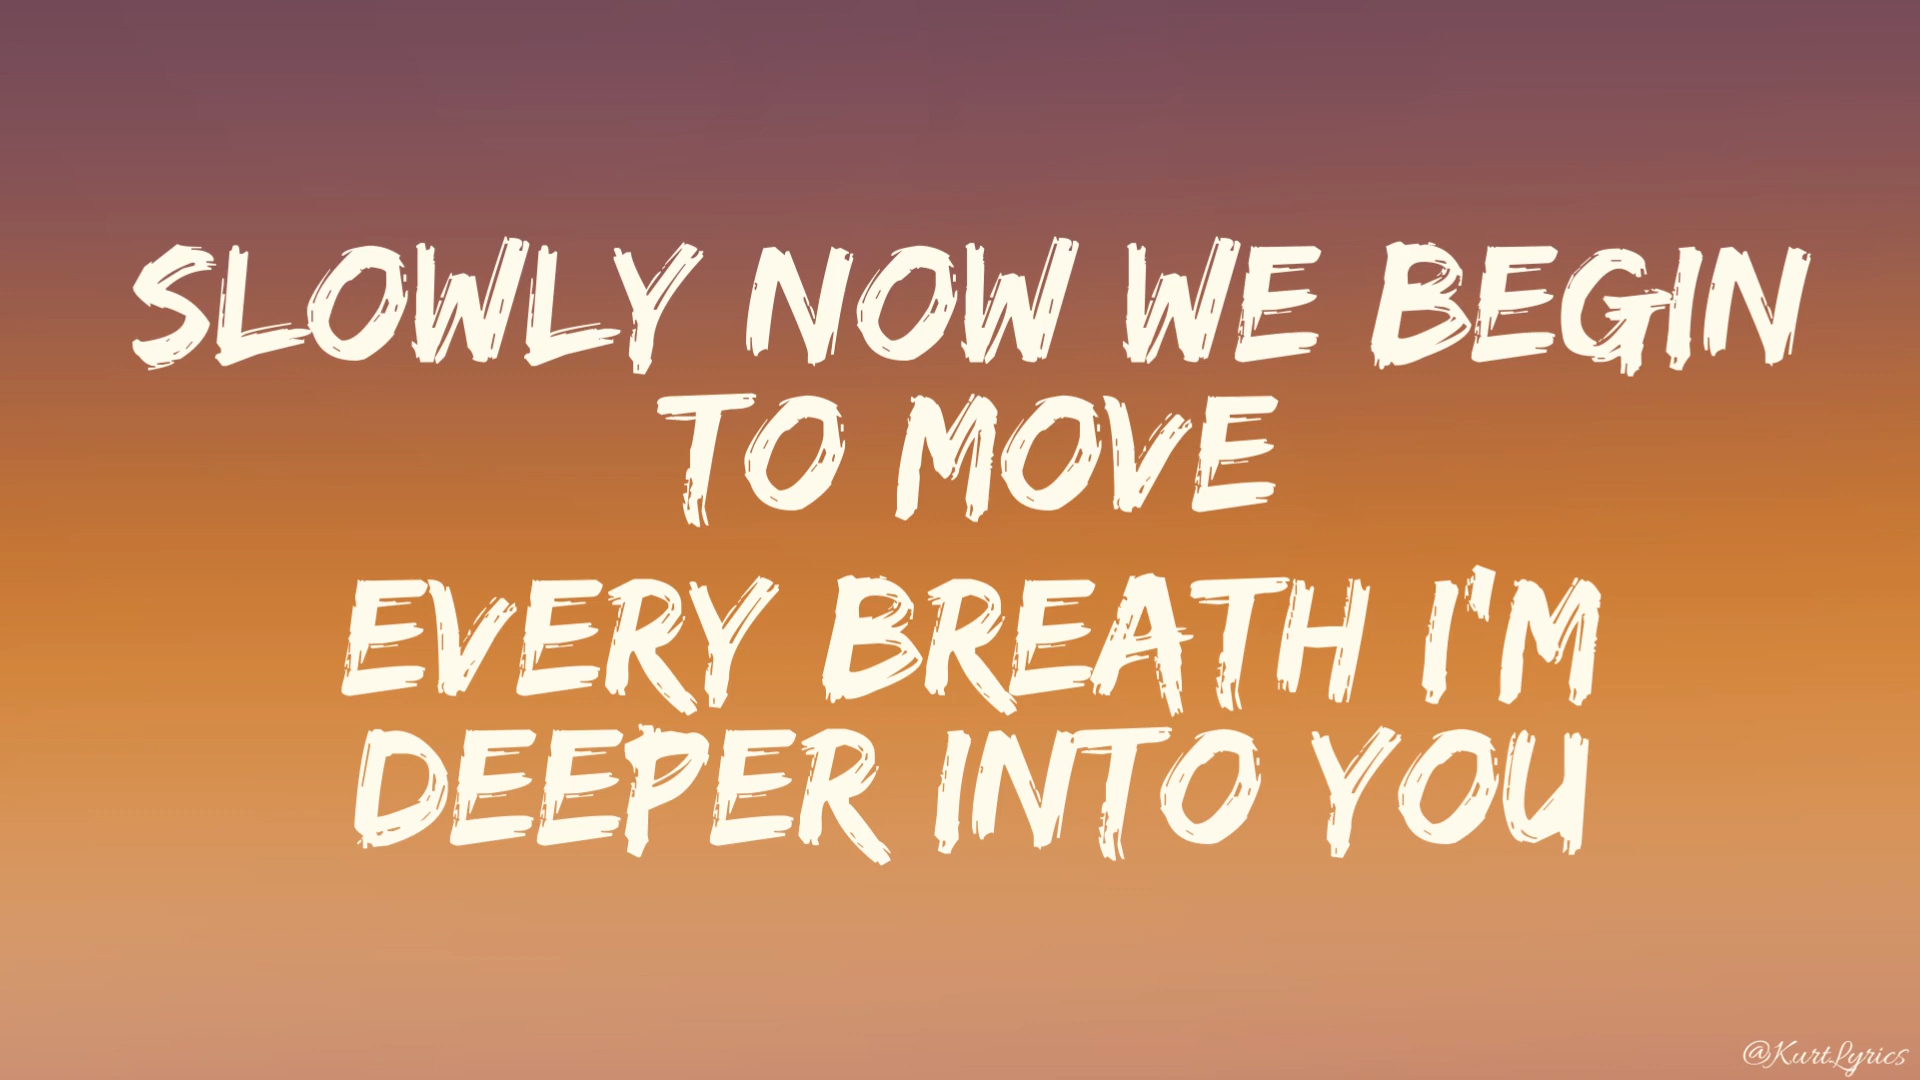 SLOWLY NOW WE BEGIN
TO MOVE
EVERY BREATH I'M
DEEPER INTO YOU
@KurtLyrics